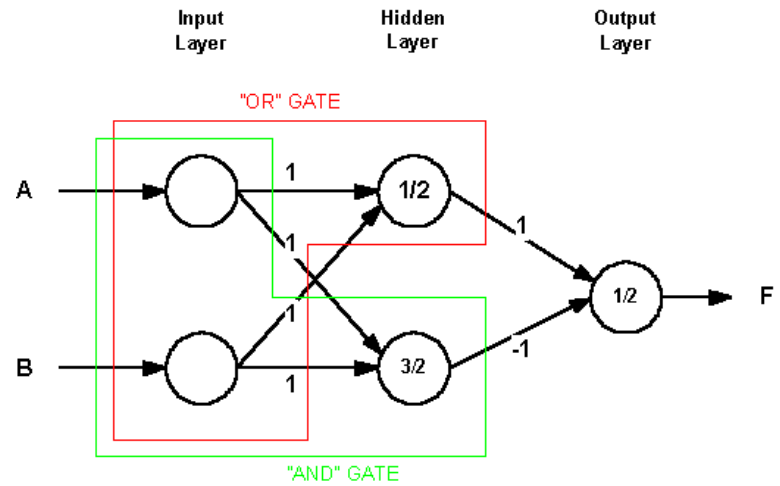 Input
Layer
Hidden
Layer
Output
Layer
"OR" GATE
A
1
1/2
1
1
1
1/2
F
B
1
3/2
-1
"AND" GATE